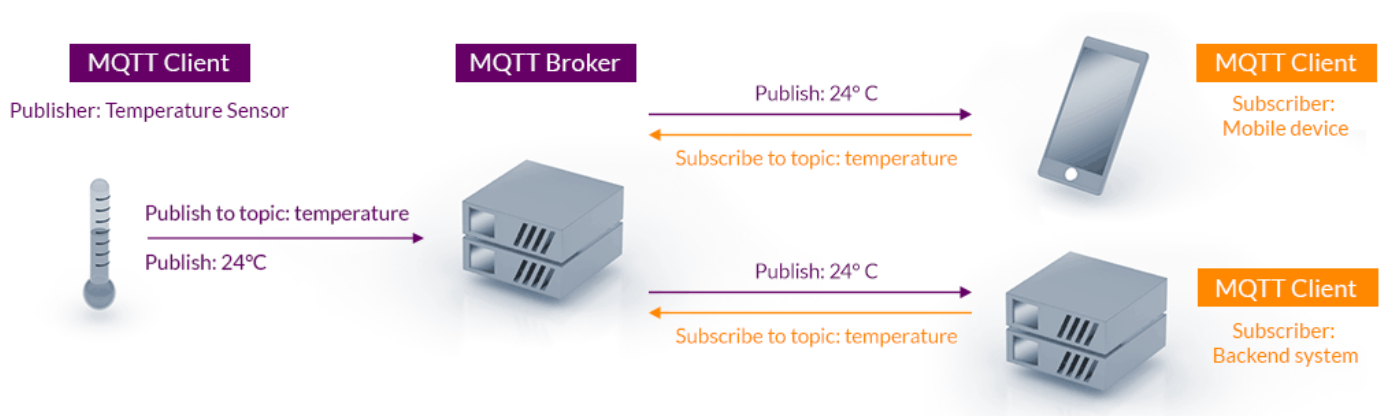 MQTT Client
Publisher: Temperature Sensor
Publish to topic: temperature
Publish: 24°C
MQTT Broker
Publish: 24° C
Subscribe to topic: temperature
MQTT Client
Subscriber:
Mobile device
Publish: 24° C
Subscribe to topic: temperature
MQTT Client
Subscriber:
Backend system